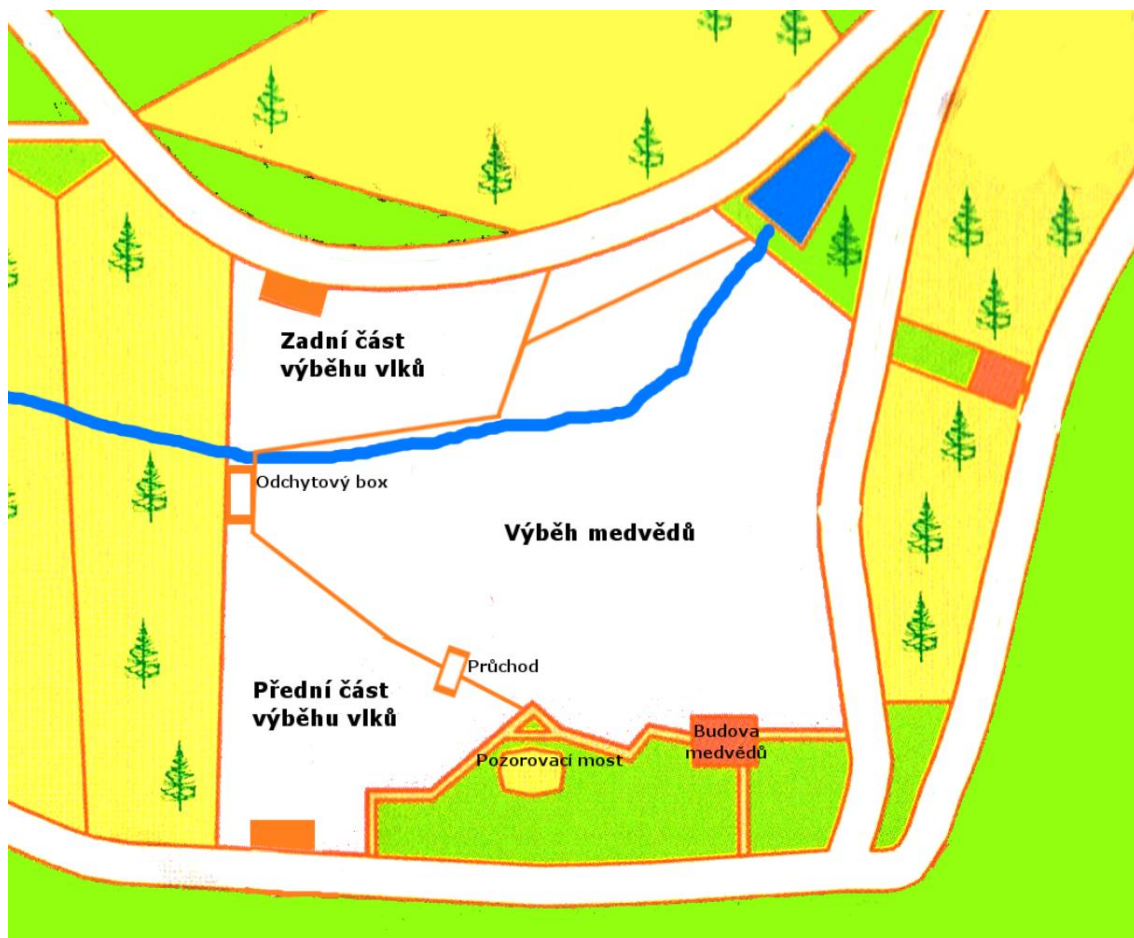 Zadní část
výběhu vlků
Odchytový box
Výběh medvědů
Průchod
Přední část
výběhu vlků
Budova
medvědů
Pozorovací most